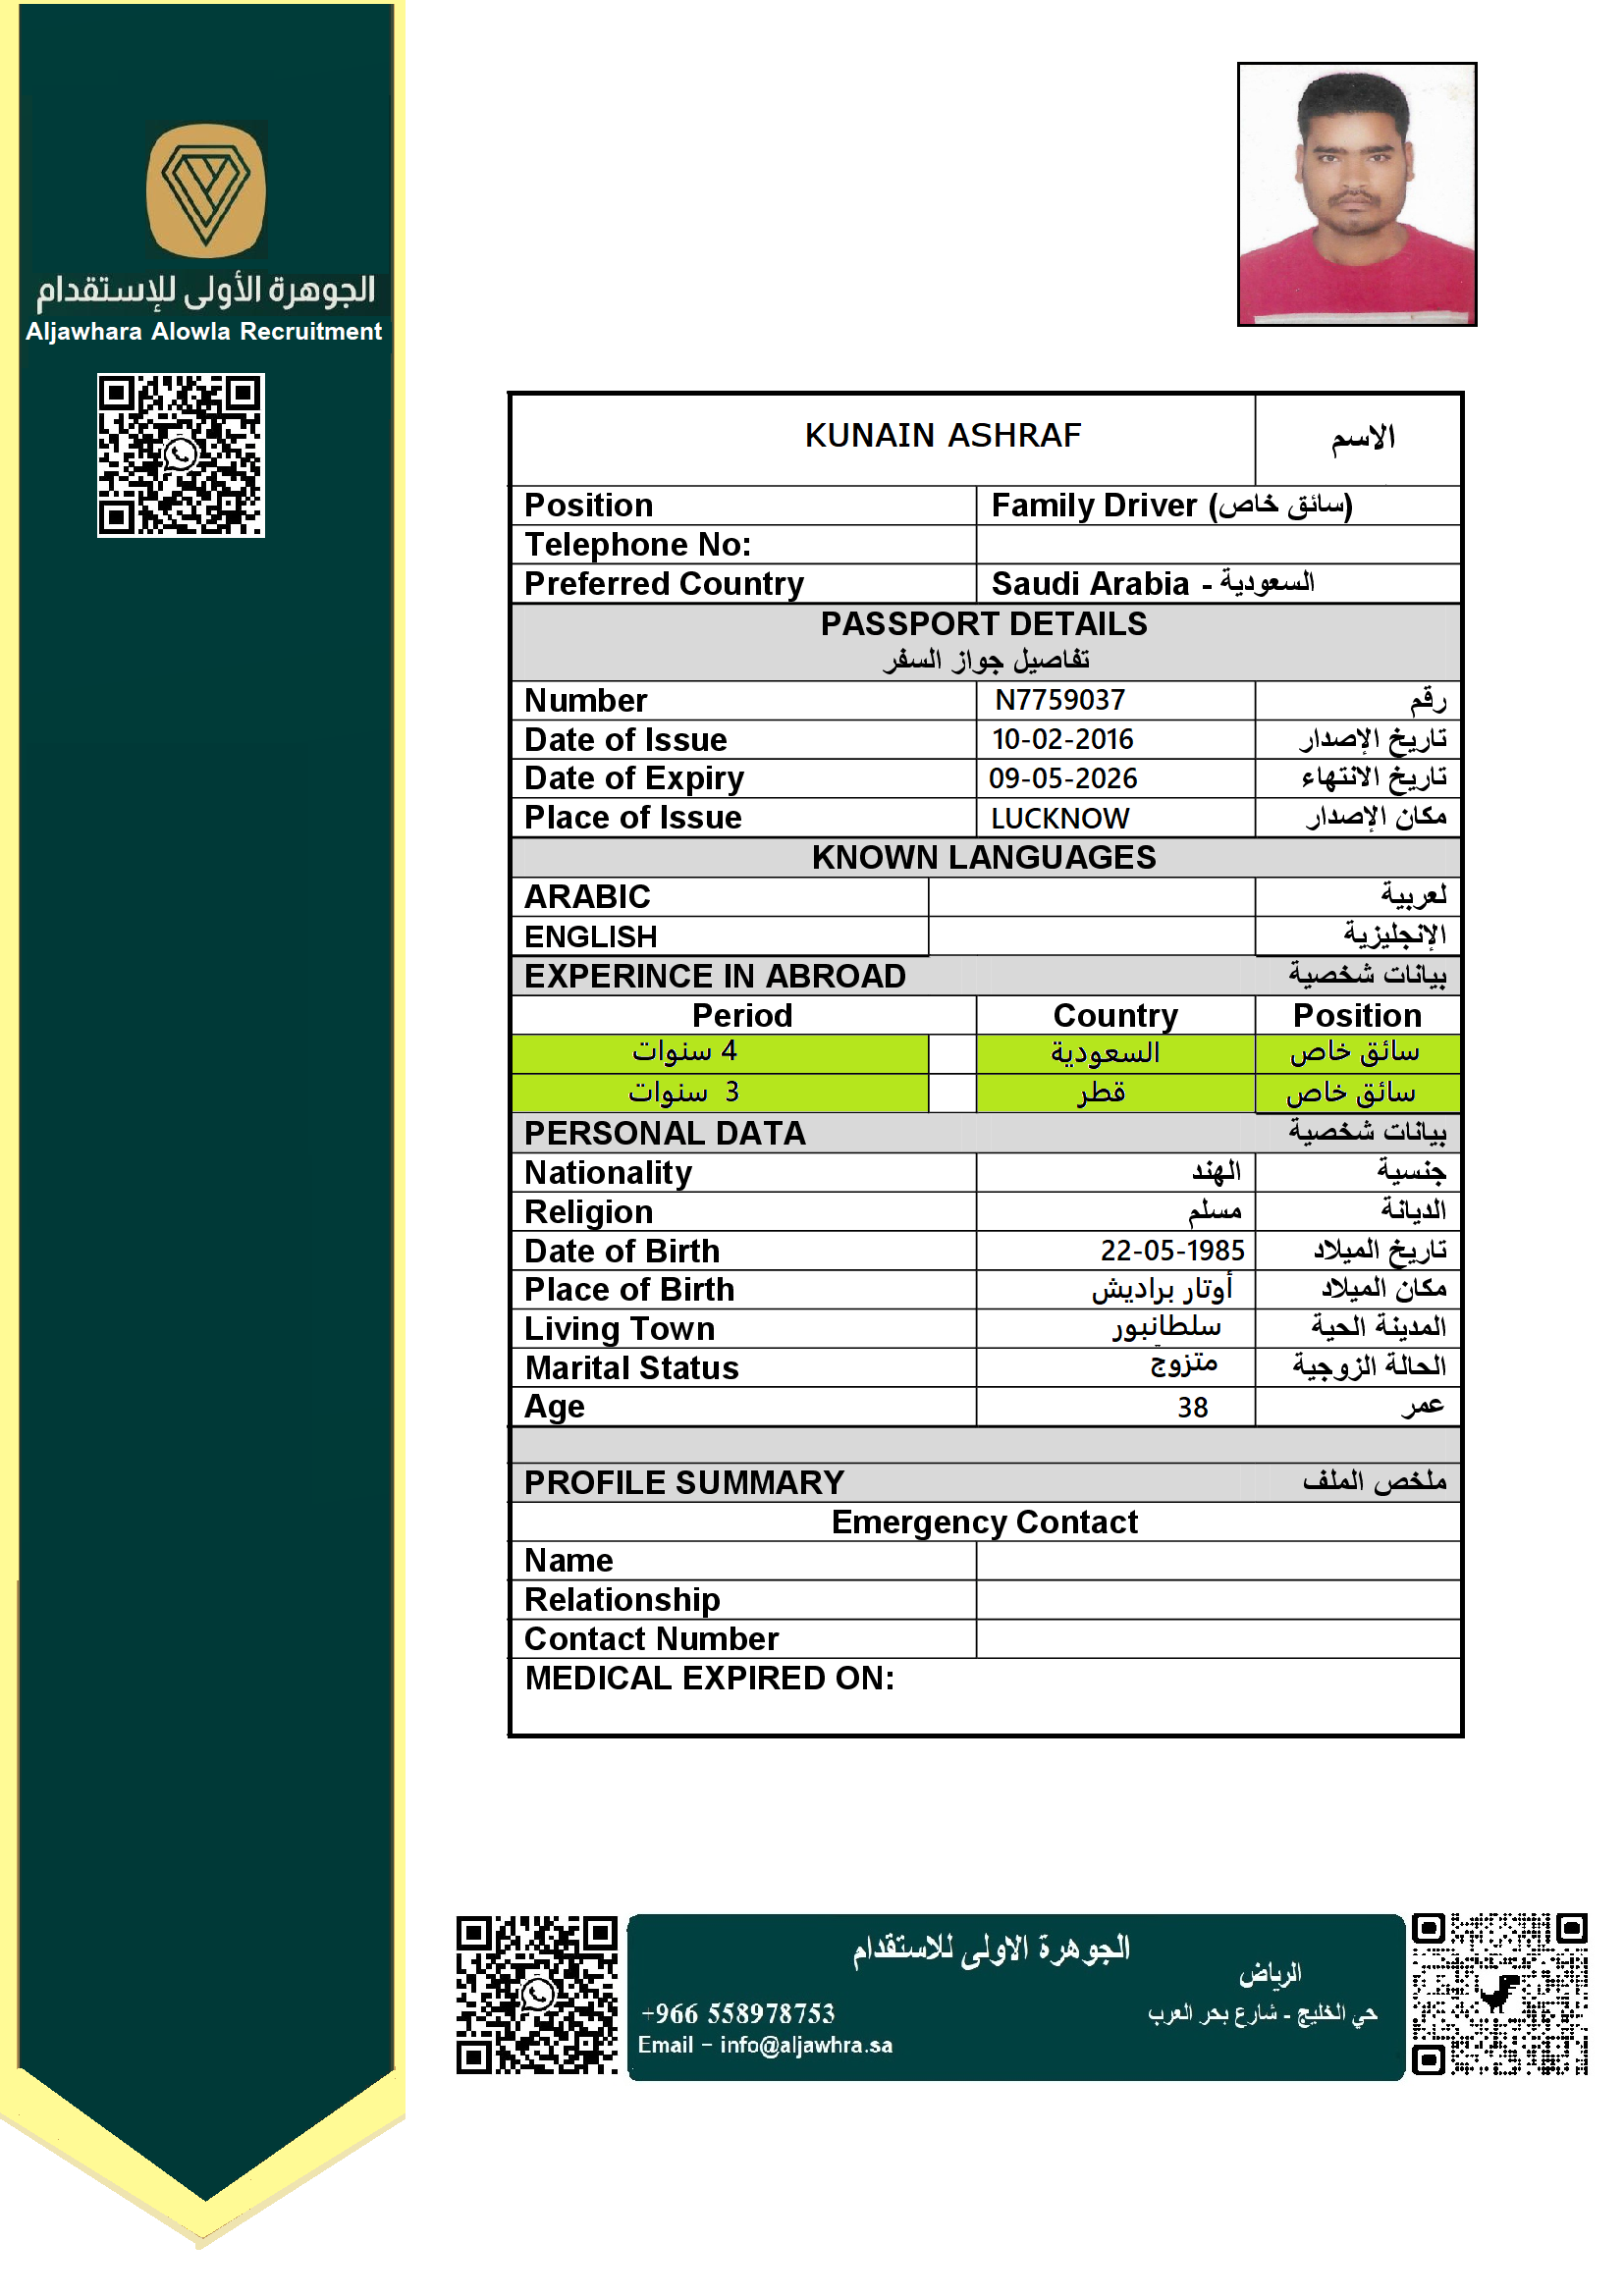 الجوهرة الأولى للإستقدام
Aljawhara Alowla Recruitment
KUNAIN ASHRAF الاسم
Position Family Driver (سائق خاص)
Telephone No:
Preferred Country Saudi Arabia - السعودية
PASSPORT DETAILS
تفاصيل جواز السفر
Number N7759037 رقم
Date of Issue 10-02-2016 تاريخ الإصدار
Date of Expiry 09-05-2026 تاريخ الانتهاء
Place of Issue LUCKNOW مكان الإصدار
KNOWN LANGUAGES
ARABIC لعربية
ENGLISH الإنجليزية
EXPERINCE IN ABROAD بيانات شخصية
Period Country Position
4 سنوات السعودية سائق خاص
3 سنوات قطر سائق خاص
PERSONAL DATA بيانات شخصية
Nationality الهند جنسية
Religion مسلم الديانة
Date of Birth 22-05-1985 تاريخ الميلاد
Place of Birth أوتار براديش مكان الميلاد
Living Town سلطانبور المدينة الحية
Marital Status متزوج الحالة الزوجية
Age 38 عمر
PROFILE SUMMARY ملخص الملف
Emergency Contact
Name
Relationship
Contact Number
MEDICAL EXPIRED ON:
الجوهرة الاولى للاستقدام
الرياض
+966 558978753 حي الخليج - شارع بحر العرب
Email - info@aljawhra.sa